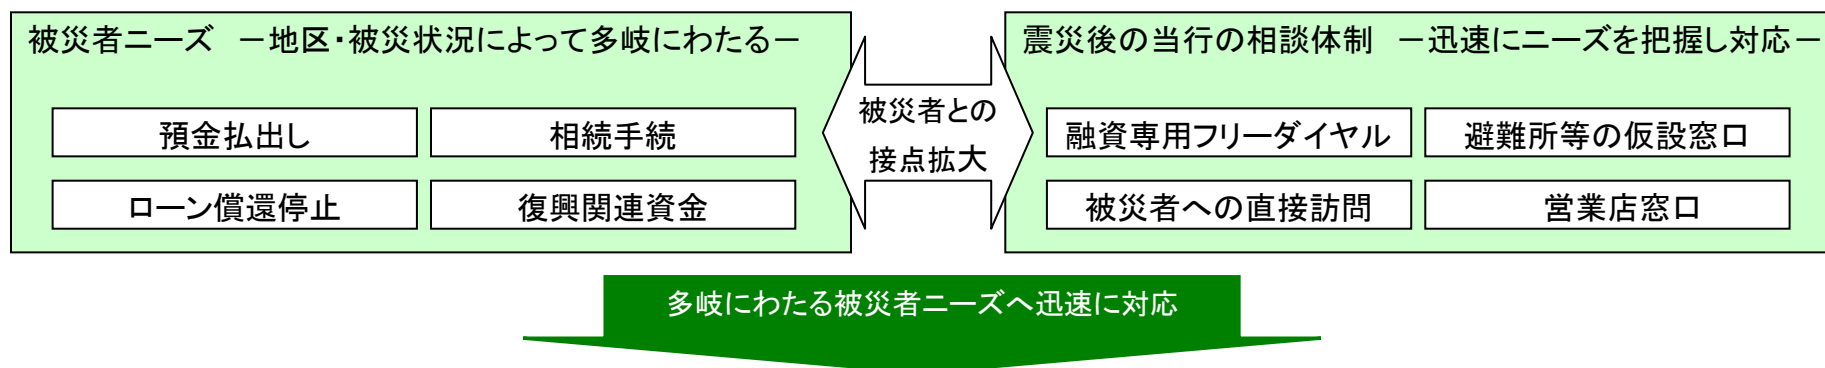 被災者ニーズ　－地区・被災状況によって多岐にわたる－
預金払出し
相続手続
ローン償還停止
復興関連資金
被災者との
接点拡大
震災後の当行の相談体制　－迅速にニーズを把握し対応－
融資専用フリーダイヤル
避難所等の仮設窓口
被災者への直接訪問
営業店窓口
多岐にわたる被災者ニーズへ迅速に対応